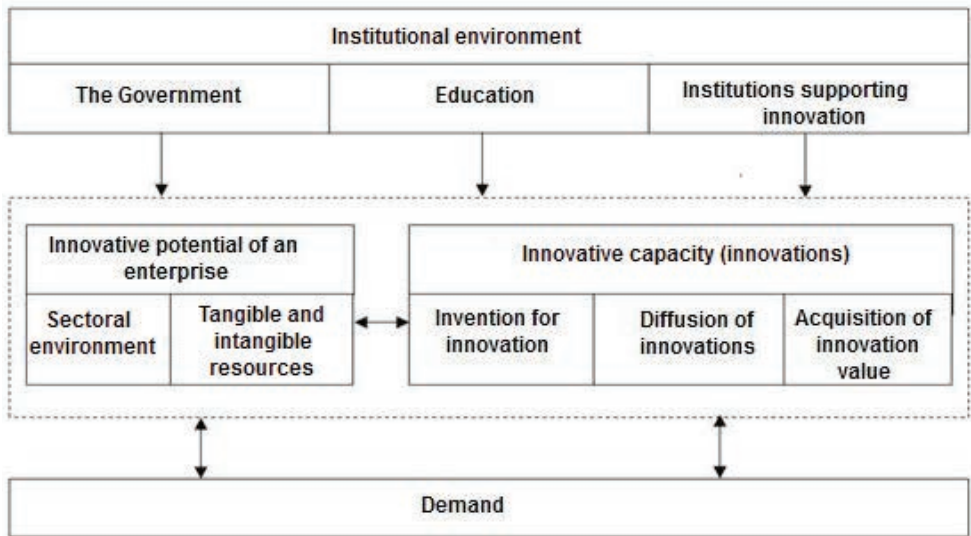 Institutional environment
The Government
Education
Institutions supporting
innovation
Innovative potential of an
enterprise
Sectoral
environment
Tangible and
intangible
resources
Innovative capacity (innovations)
Invention for
innovation
Diffusion of
innovations
Acquisition of
innovation
value
Demand